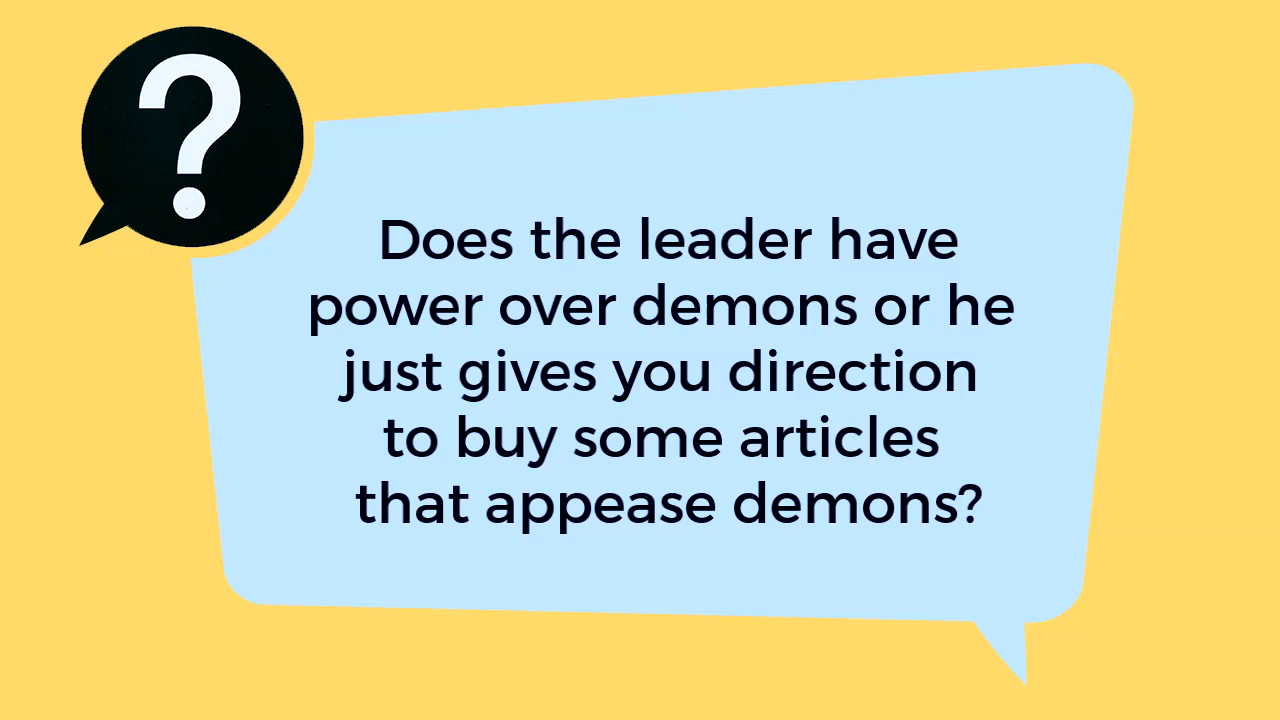 ?
Does the leader have
power over demons or he
just gives you direction
to buy some articles
that appease demons?